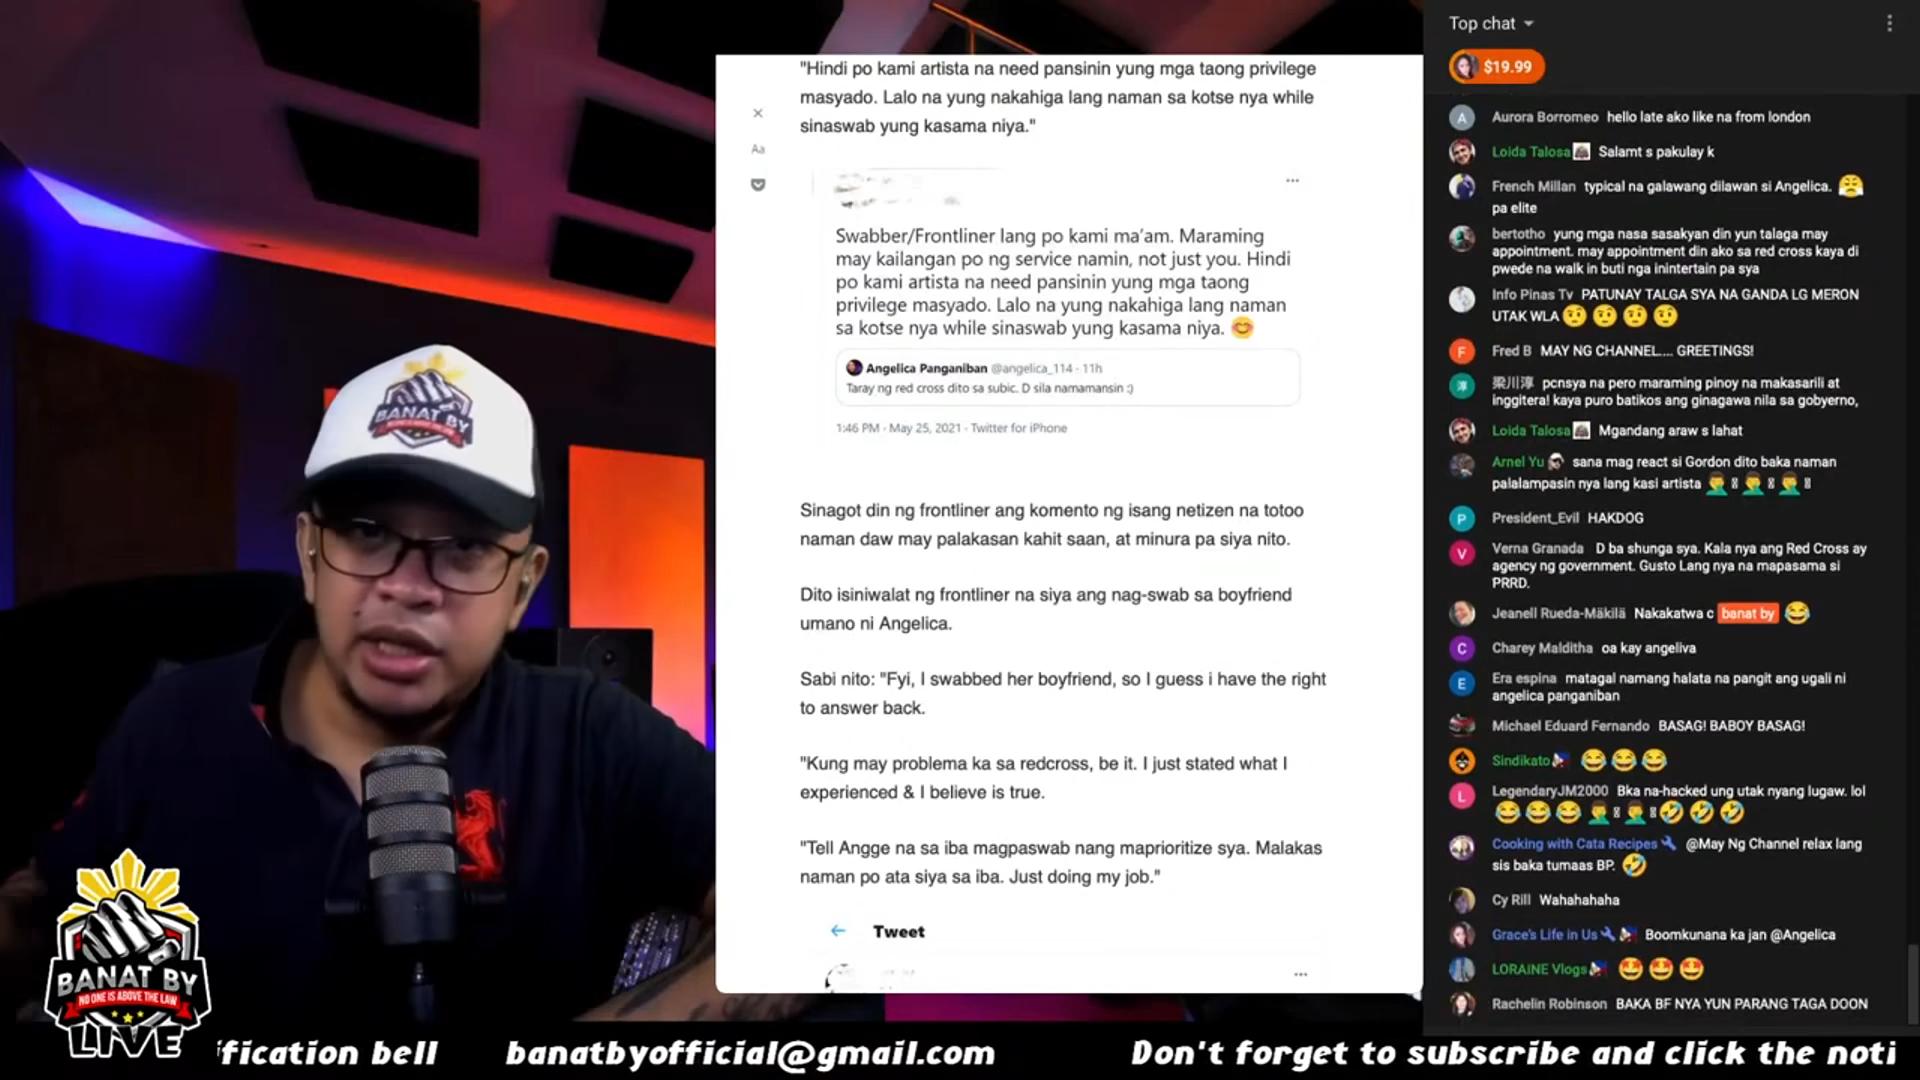 "Hindi po kami artista na need pansinin yung mga taong privilege
masyado. Lalo na yung nakahiga lang naman sa kotse nya while
sinaswab yung kasama niya."
Aa
Swabber/Frontliner lang po kami ma'am. Maraming
may kailangan po ng service namin, not just you. Hindi
po kami artista na need pansinin yung mga taong
privilege masyado. Lalo na yung nakahiga lang naman
sa kotse nya while sinaswab yung kasama niya. 😊
Angelica Panganiban @angelica_114 · 11h
Taray ng red cross dito sa subic. D sila namamansin :)
1:46 PM · May 25, 2021 · Twitter for iPhone
Sinagot din ng frontliner ang komento ng isang netizen na totoo
naman daw may palakasan kahit saan, at minura pa siya nito.
Dito isiniwalat ng frontliner na siya ang nag-swab sa boyfriend
umano ni Angelica.
Sabi nito: "Fyi, I swabbed her boyfriend, so I guess i have the right
to answer back.
"Kung may problema ka sa redcross, be it. I just stated what I
experienced & I believe is true.
"Tell Angge na sa iba magpaswab nang maprioritize sya. Malakas
naman po ata siya sa iba. Just doing my job."
Tweet
Top chat
$19.99
A
Aurora Borromeo hello late ako like na from london
Loida Talosa Salamt s pakulay k
French Millan typical na galawang dilawan si Angelica. 😤
pa elite
bertotho yung mga nasa sasakyan din yun talaga may
appointment. may appointment din ako sa red cross kaya di
pwede na walk in buti nga inintertain pa sya
Info Pinas Tv PATUNAY TALGA SYA NA GANDA LG MERON
UTAK WLA 🤨 🤨 🤨 🤨
F
Fred B MAY NG CHANNEL.... GREETINGS!
淳
梁川淳 pcnsya na pero maraming pinoy na makasarili at
inggitera! kaya puro batikos ang ginagawa nila sa gobyerno,
Loida Talosa Mgandang araw s lahat
Arnel Yu sana mag react si Gordon dito baka naman
palalampasin nya lang kasi artista
P
President_Evil HAKDOG
V
Verna Granada D ba shunga sya. Kala nya ang Red Cross ay
agency ng government. Gusto Lang nya na mapasama si
PRRD.
Jeanell Rueda-Mäkilä Nakakatwa c banat by 😂
C
Charey Malditha oa kay angeliva
E
Era espina matagal namang halata na pangit ang ugali ni
angelica panganiban
Michael Eduard Fernando BASAG! BABOY BASAG!
Sindikato 😂 😂 😂
L
LegendaryJM2000 Bka na-hacked ung utak nyang lugaw. lol
Cooking with Cata Recipes @May Ng Channel relax lang
sis baka tumaas BP. 🤣
Cy Rill Wahahahaha
Grace's Life in Us Boomkunana ka jan @Angelica
LORAINE Vlogs 🤩 🤩 🤩
Rachelin Robinson BAKA BF NYA YUN PARANG TAGA DOON
BANAT BY
BANAT BY
NO ONE IS ABOVE THE LAW
LIVE
fication bell banatbyofficial@gmail.com Don't forget to subscribe and click the noti